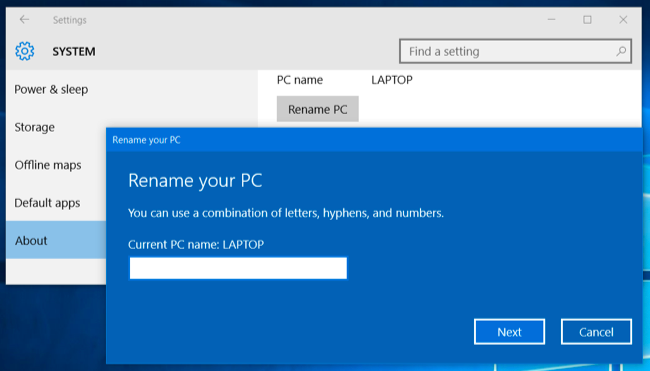 Settings
SYSTEM
Find a setting
Power & sleep
Storage
Offline maps
Default apps
About
PC name LAPTOP
Rename PC
Rename your PC
Rename your PC
You can use a combination of letters, hyphens, and numbers.
Current PC name: LAPTOP
Next Cancel